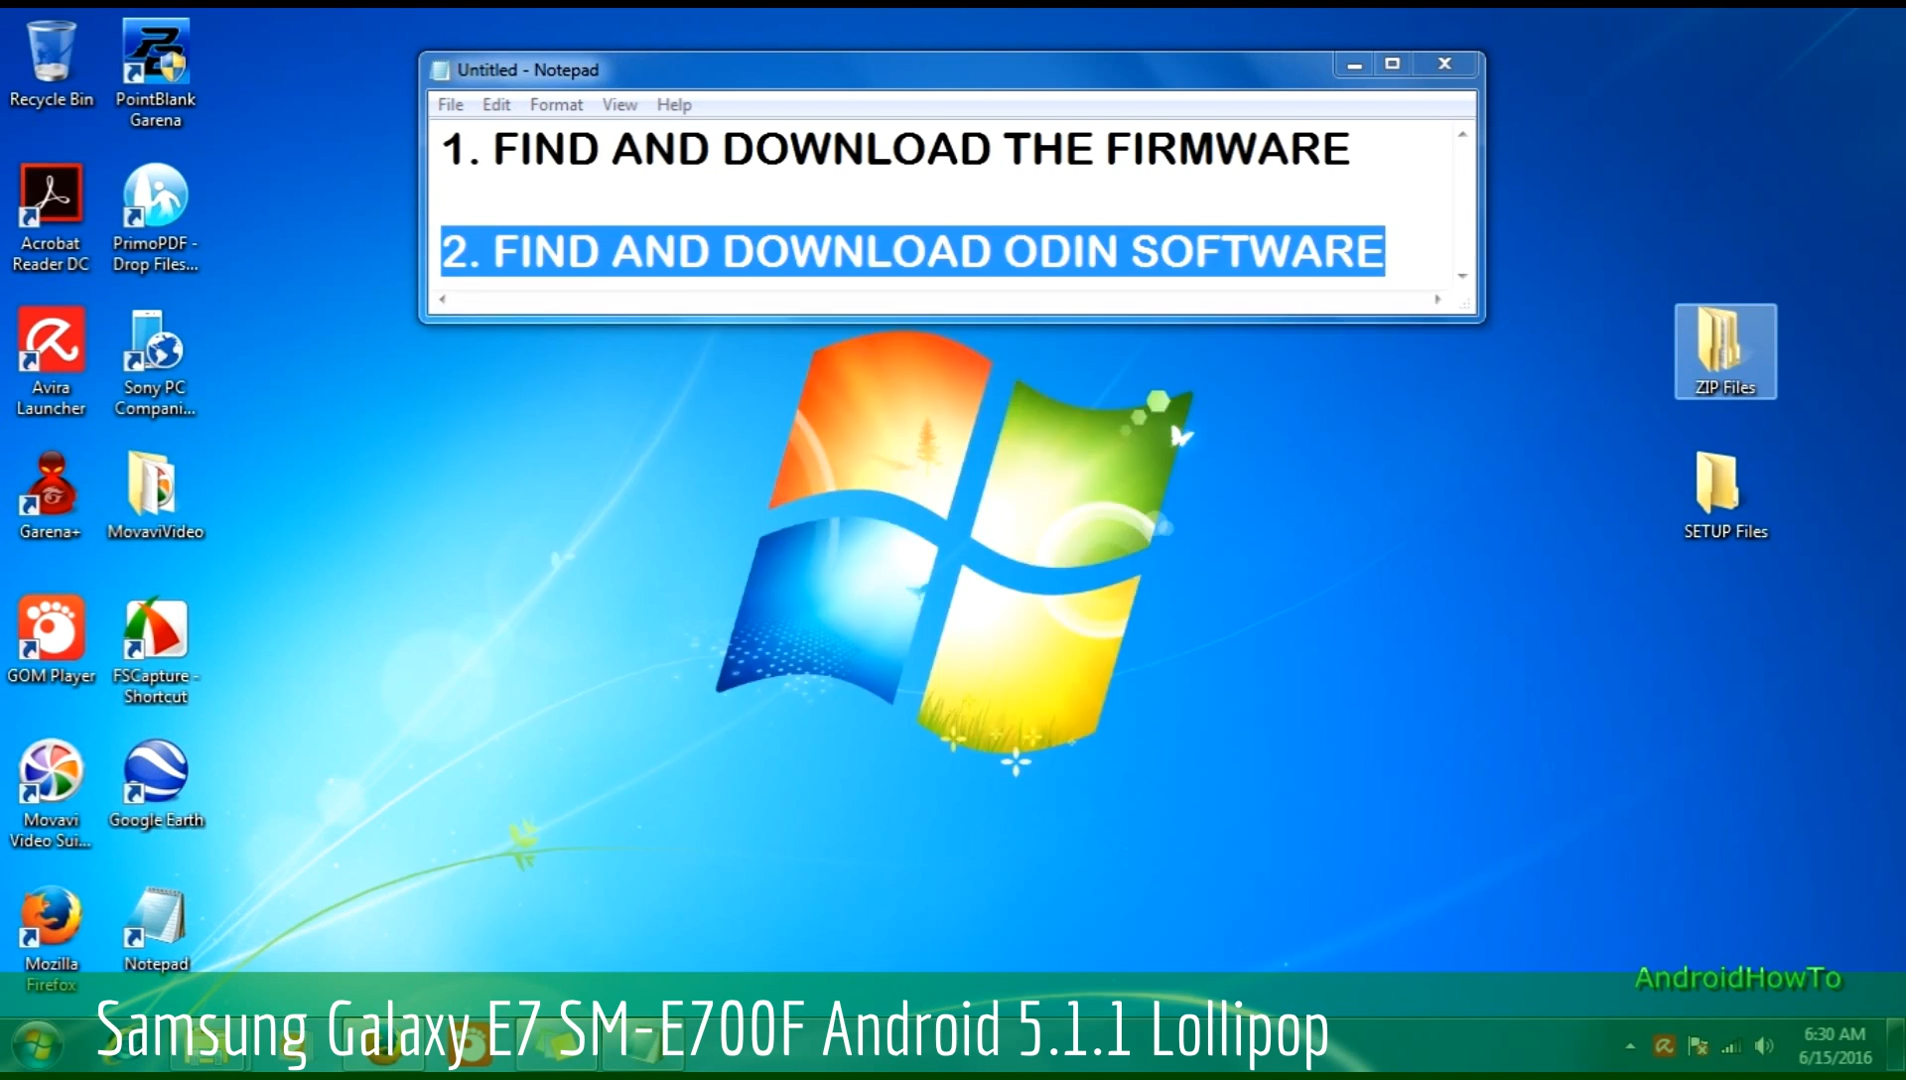 Recycle Bin
PointBlank
Garena
Acrobat
Reader DC
PrimoPDF -
Drop Files...
Avira
Launcher
Sony PC
Compani...
Garena+
MovaviVideo
GOM Player
FSCapture -
Shortcut
Movavi
Video Sui...
Google Earth
Mozilla
Firefox
Notepad
Untitled - Notepad
File Edit Format View Help
1. FIND AND DOWNLOAD THE FIRMWARE
2. FIND AND DOWNLOAD ODIN SOFTWARE
ZIP Files
SETUP Files
AndroidHowTo
Samsung Galaxy E7 SM-E700F Android 5.1.1 Lollipop
6:30 AM
6/15/2016